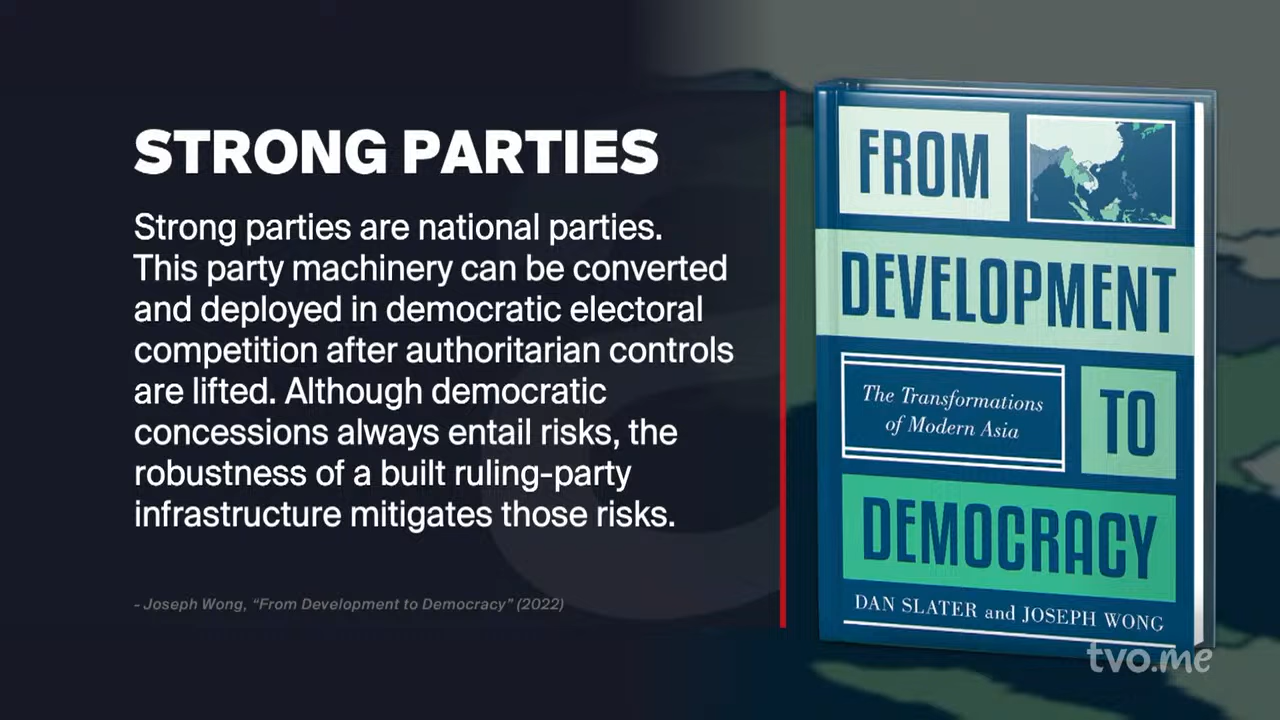 STRONG PARTIES
Strong parties are national parties.
This party machinery can be converted
and deployed in democratic electoral
competition after authoritarian controls
are lifted. Although democratic
concessions always entail risks, the
robustness of a built ruling-party
infrastructure mitigates those risks.
– Joseph Wong, “From Development to Democracy” (2022)
FROM
DEVELOPMENT
The Transformations
of Modern Asia
TO
DEMOCRACY
DAN SLATER and JOSEPH WONG
tvo.me